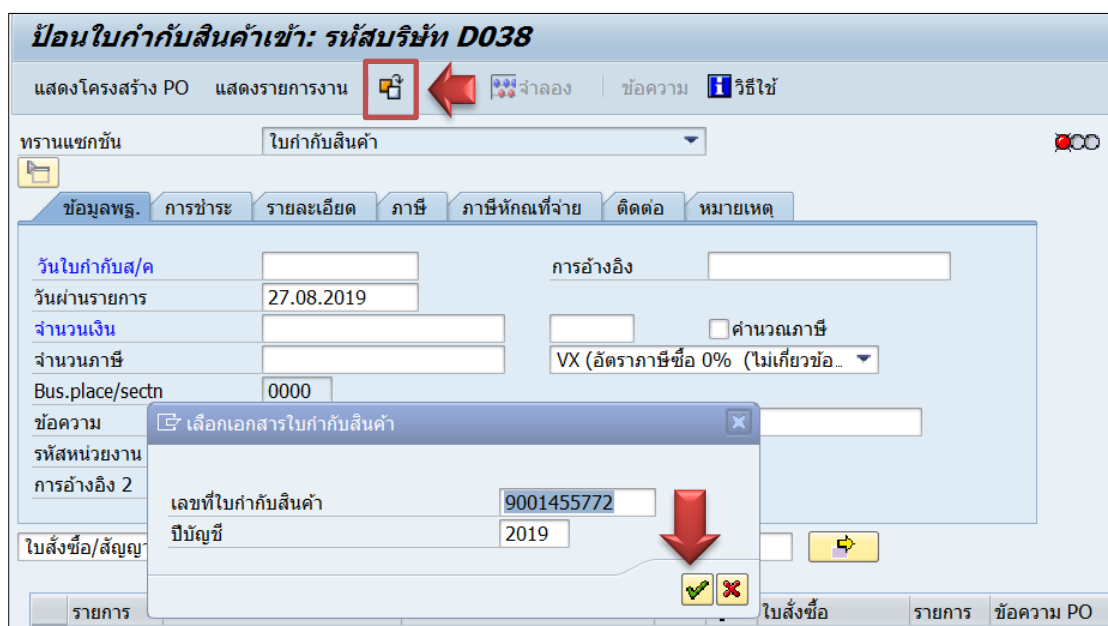 ป้อนใบกำกับสินค้าเข้า: รหัสบริษัท D038
แสดงโครงสร้าง PO แสดงรายการงาน จำลอง ข้อความ วิธีใช้
ทรานแซกชัน ใบกำกับสินค้า
ข้อมูลพฐ. การชำระ รายละเอียด ภาษี ภาษีหักณที่จ่าย ติดต่อ หมายเหตุ
วันใบกำกับส/ค การอ้างอิง
วันผ่านรายการ 27.08.2019
จำนวนเงิน คำนวณภาษี
จำนวนภาษี VX (อัตราภาษีซื้อ 0% (ไม่เกี่ยวข้อ…
Bus.place/sectn 0000
ข้อความ เลือกเอกสารใบกำกับสินค้า
รหัสหน่วยงาน
การอ้างอิง 2
เลขที่ใบกำกับสินค้า 9001455772
ปีบัญชี 2019
ใบสั่งซื้อ/สัญญา
รายการ ใบสั่งซื้อ รายการ ข้อความ PO